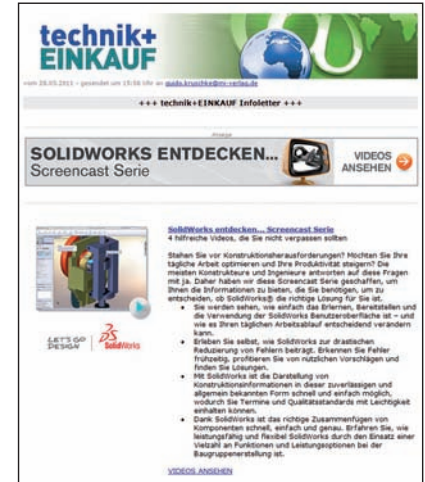 technik+
EINKAUF
vom 28.03.2011 – gesendet um 15:08 Uhr an guido.kruschke@mi-verlag.de
+++ technik+EINKAUF Infoletter +++
Anzeige
SOLIDWORKS ENTDECKEN...
Screencast Serie
VIDEOS
ANSEHEN
SolidWorks entdecken... Screencast Serie
4 hilfreiche Videos, die Sie nicht verpassen sollten
Stehen Sie vor Konstruktionsherausforderungen? Möchten Sie Ihre
tägliche Arbeit optimieren und Ihre Produktivität steigern? Die
meisten Konstrukteure und Ingenieure antworten auf diese Fragen
mit ja. Daher haben wir diese Screencast Serie geschaffen, um
Ihnen die Informationen zu bieten, die Sie benötigen, um zu
entscheiden, ob SolidWorks® die richtige Lösung für Sie ist.
• Sie werden sehen, wie einfach das Erlernen, Bereitstellen und
die Verwendung der SolidWorks Benutzeroberfläche ist – und
wie es Ihren täglichen Arbeitsablauf entscheidend verändern
kann.
• Erleben Sie selbst, wie SolidWorks zur drastischen
Reduzierung von Fehlern beiträgt. Erkennen Sie Fehler
frühzeitig, profitieren Sie von nützlichen Vorschlägen und
finden Sie Lösungen.
• Mit SolidWorks ist die Darstellung von
Konstruktionsinformationen in dieser zuverlässigen und
allgemein bekannten Form schnell und einfach möglich,
wodurch Sie Termine und Qualitätsstandards mit Leichtigkeit
einhalten können.
• Dank SolidWorks ist das richtige Zusammenfügen von
Komponenten schnell, einfach und genau. Erfahren Sie, wie
leistungsfähig und flexibel SolidWorks durch den Einsatz einer
Vielzahl an Funktionen und Leistungsoptionen bei der
Baugruppenerstellung ist.
LET'S GO
DESIGN
SolidWorks
VIDEOS ANSEHEN